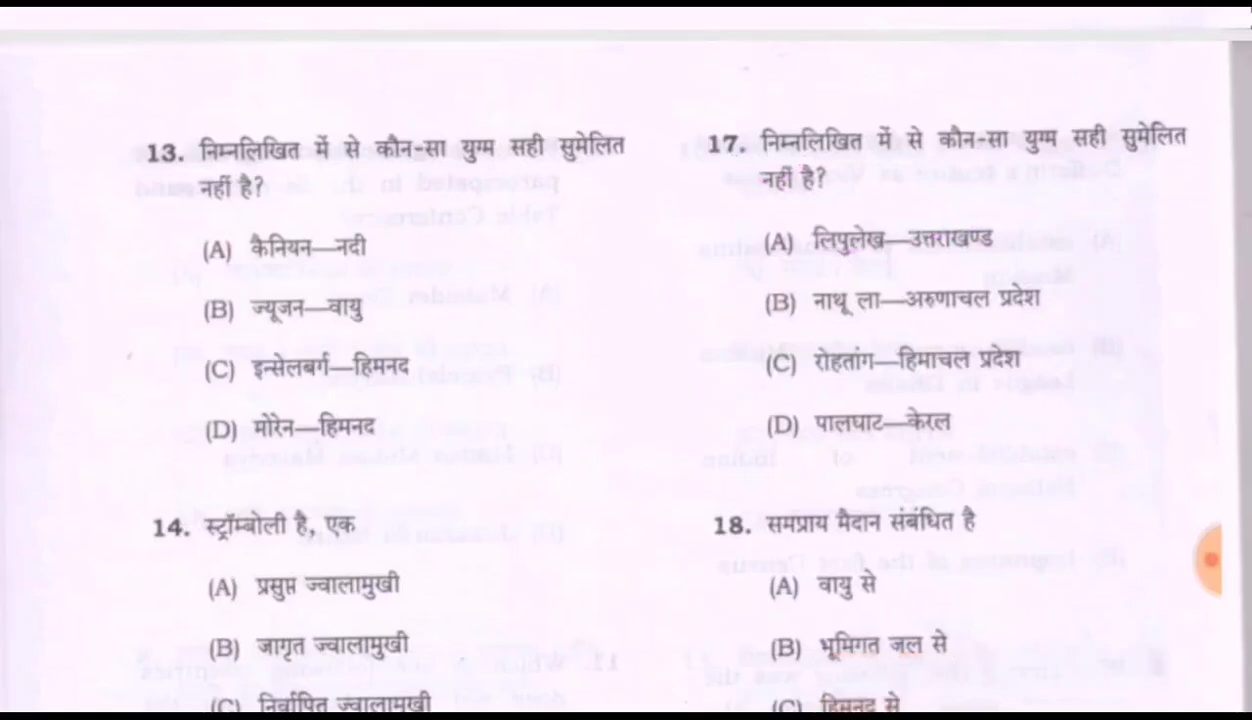 13. निम्नलिखित में से कौन-सा युग्म सही सुमेलित
नहीं है?
(A) कैनियन—नदी
(B) ज्यूजन—वायु
(C) इन्सेलबर्ग—हिमनद
(D) मोरेन—हिमनद
14. स्ट्रॉम्बोली है, एक
(A) प्रसुप्त ज्वालामुखी
(B) जागृत ज्वालामुखी
(C) निर्वापित ज्वालामुखी
17. निम्नलिखित में से कौन-सा युग्म सही सुमेलित
नहीं है?
(A) लिपुलेख—उत्तराखण्ड
(B) नाथू ला—अरुणाचल प्रदेश
(C) रोहतांग—हिमाचल प्रदेश
(D) पालघाट—केरल
18. समप्राय मैदान संबंधित है
(A) वायु से
(B) भूमिगत जल से
(C) हिमनद से